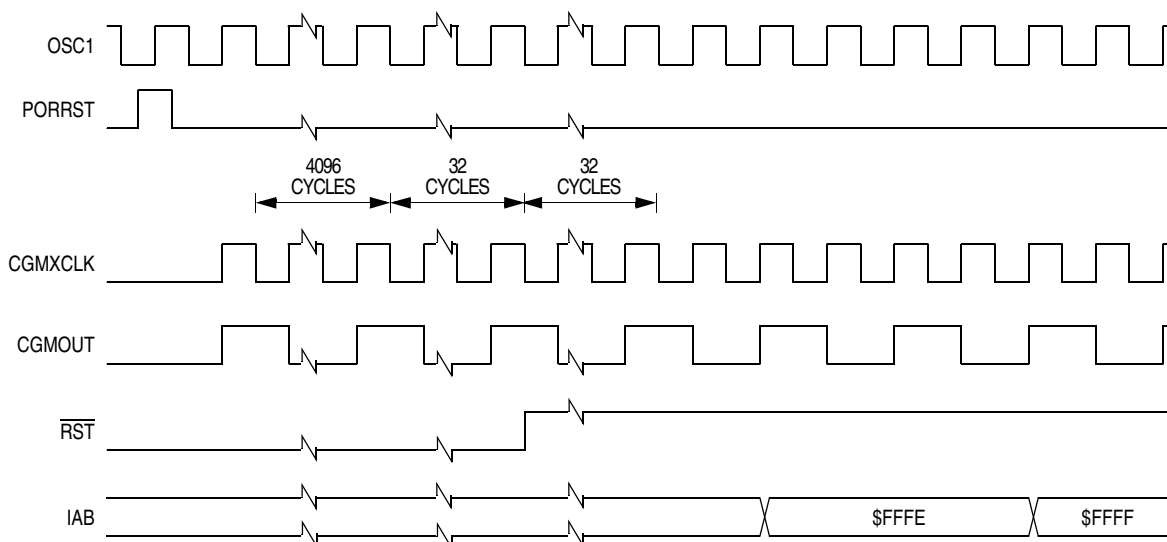 OSC1
PORRST
4096
CYCLES
32
CYCLES
32
CYCLES
CGMXCLK
CGMOUT
RST
IAB
$FFFE
$FFFF